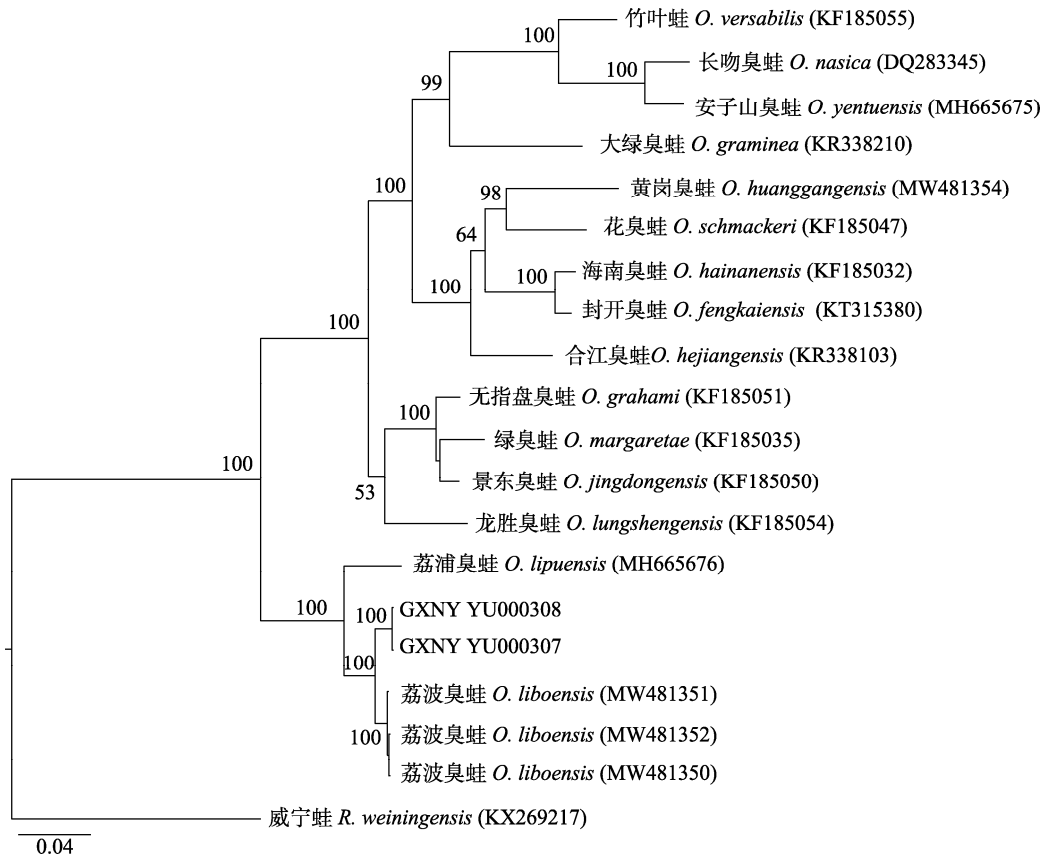 竹叶蛙 O. versabilis (KF185055)
100
长吻臭蛙 O. nasica (DQ283345)
100
99
安子山臭蛙 O. yentuensis (MH665675)
大绿臭蛙 O. graminea (KR338210)
100
98
黄岗臭蛙 O. huanggangensis (MW481354)
花臭蛙 O. schmackeri (KF185047)
64
海南臭蛙 O. hainanensis (KF185032)
100
100
封开臭蛙 O. fengkaiensis (KT315380)
100
合江臭蛙O. hejiangensis (KR338103)
无指盘臭蛙 O. grahami (KF185051)
100
绿臭蛙 O. margaretae (KF185035)
100
景东臭蛙 O. jingdongensis (KF185050)
53
龙胜臭蛙 O. lungshengensis (KF185054)
荔浦臭蛙 O. lipuensis (MH665676)
100
100
GXNY YU000308
GXNY YU000307
100
荔波臭蛙 O. liboensis (MW481351)
100
荔波臭蛙 O. liboensis (MW481352)
荔波臭蛙 O. liboensis (MW481350)
威宁蛙 R. weiningensis (KX269217)
0.04